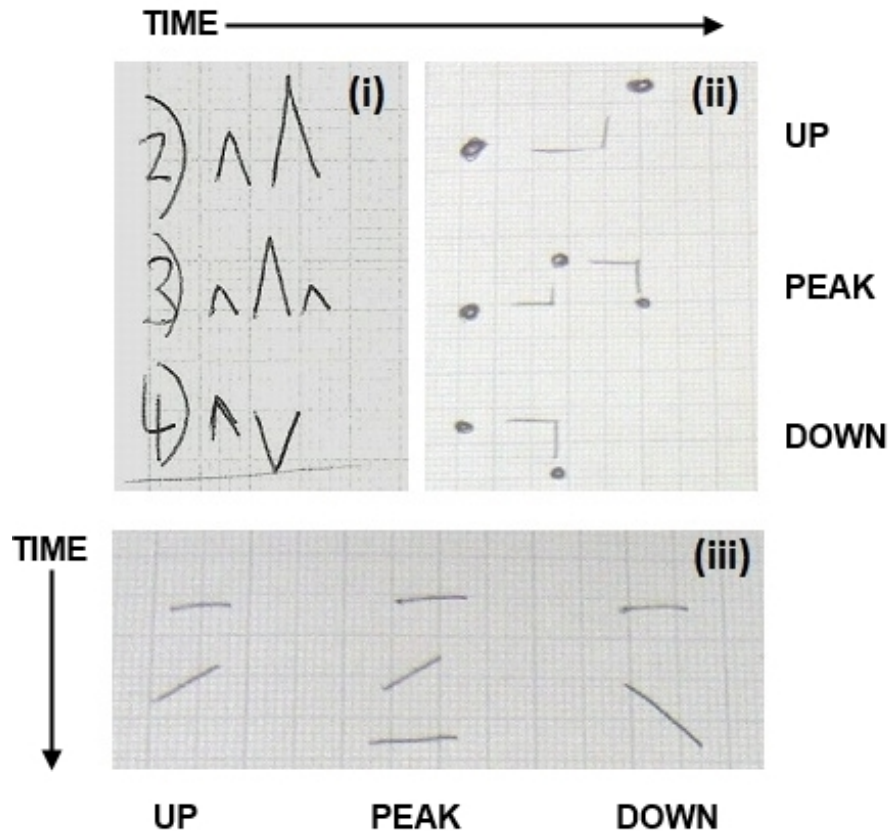 TIME
(i)
(ii)
2)
UP
3)
PEAK
4)
DOWN
TIME
(iii)
UP
PEAK
DOWN